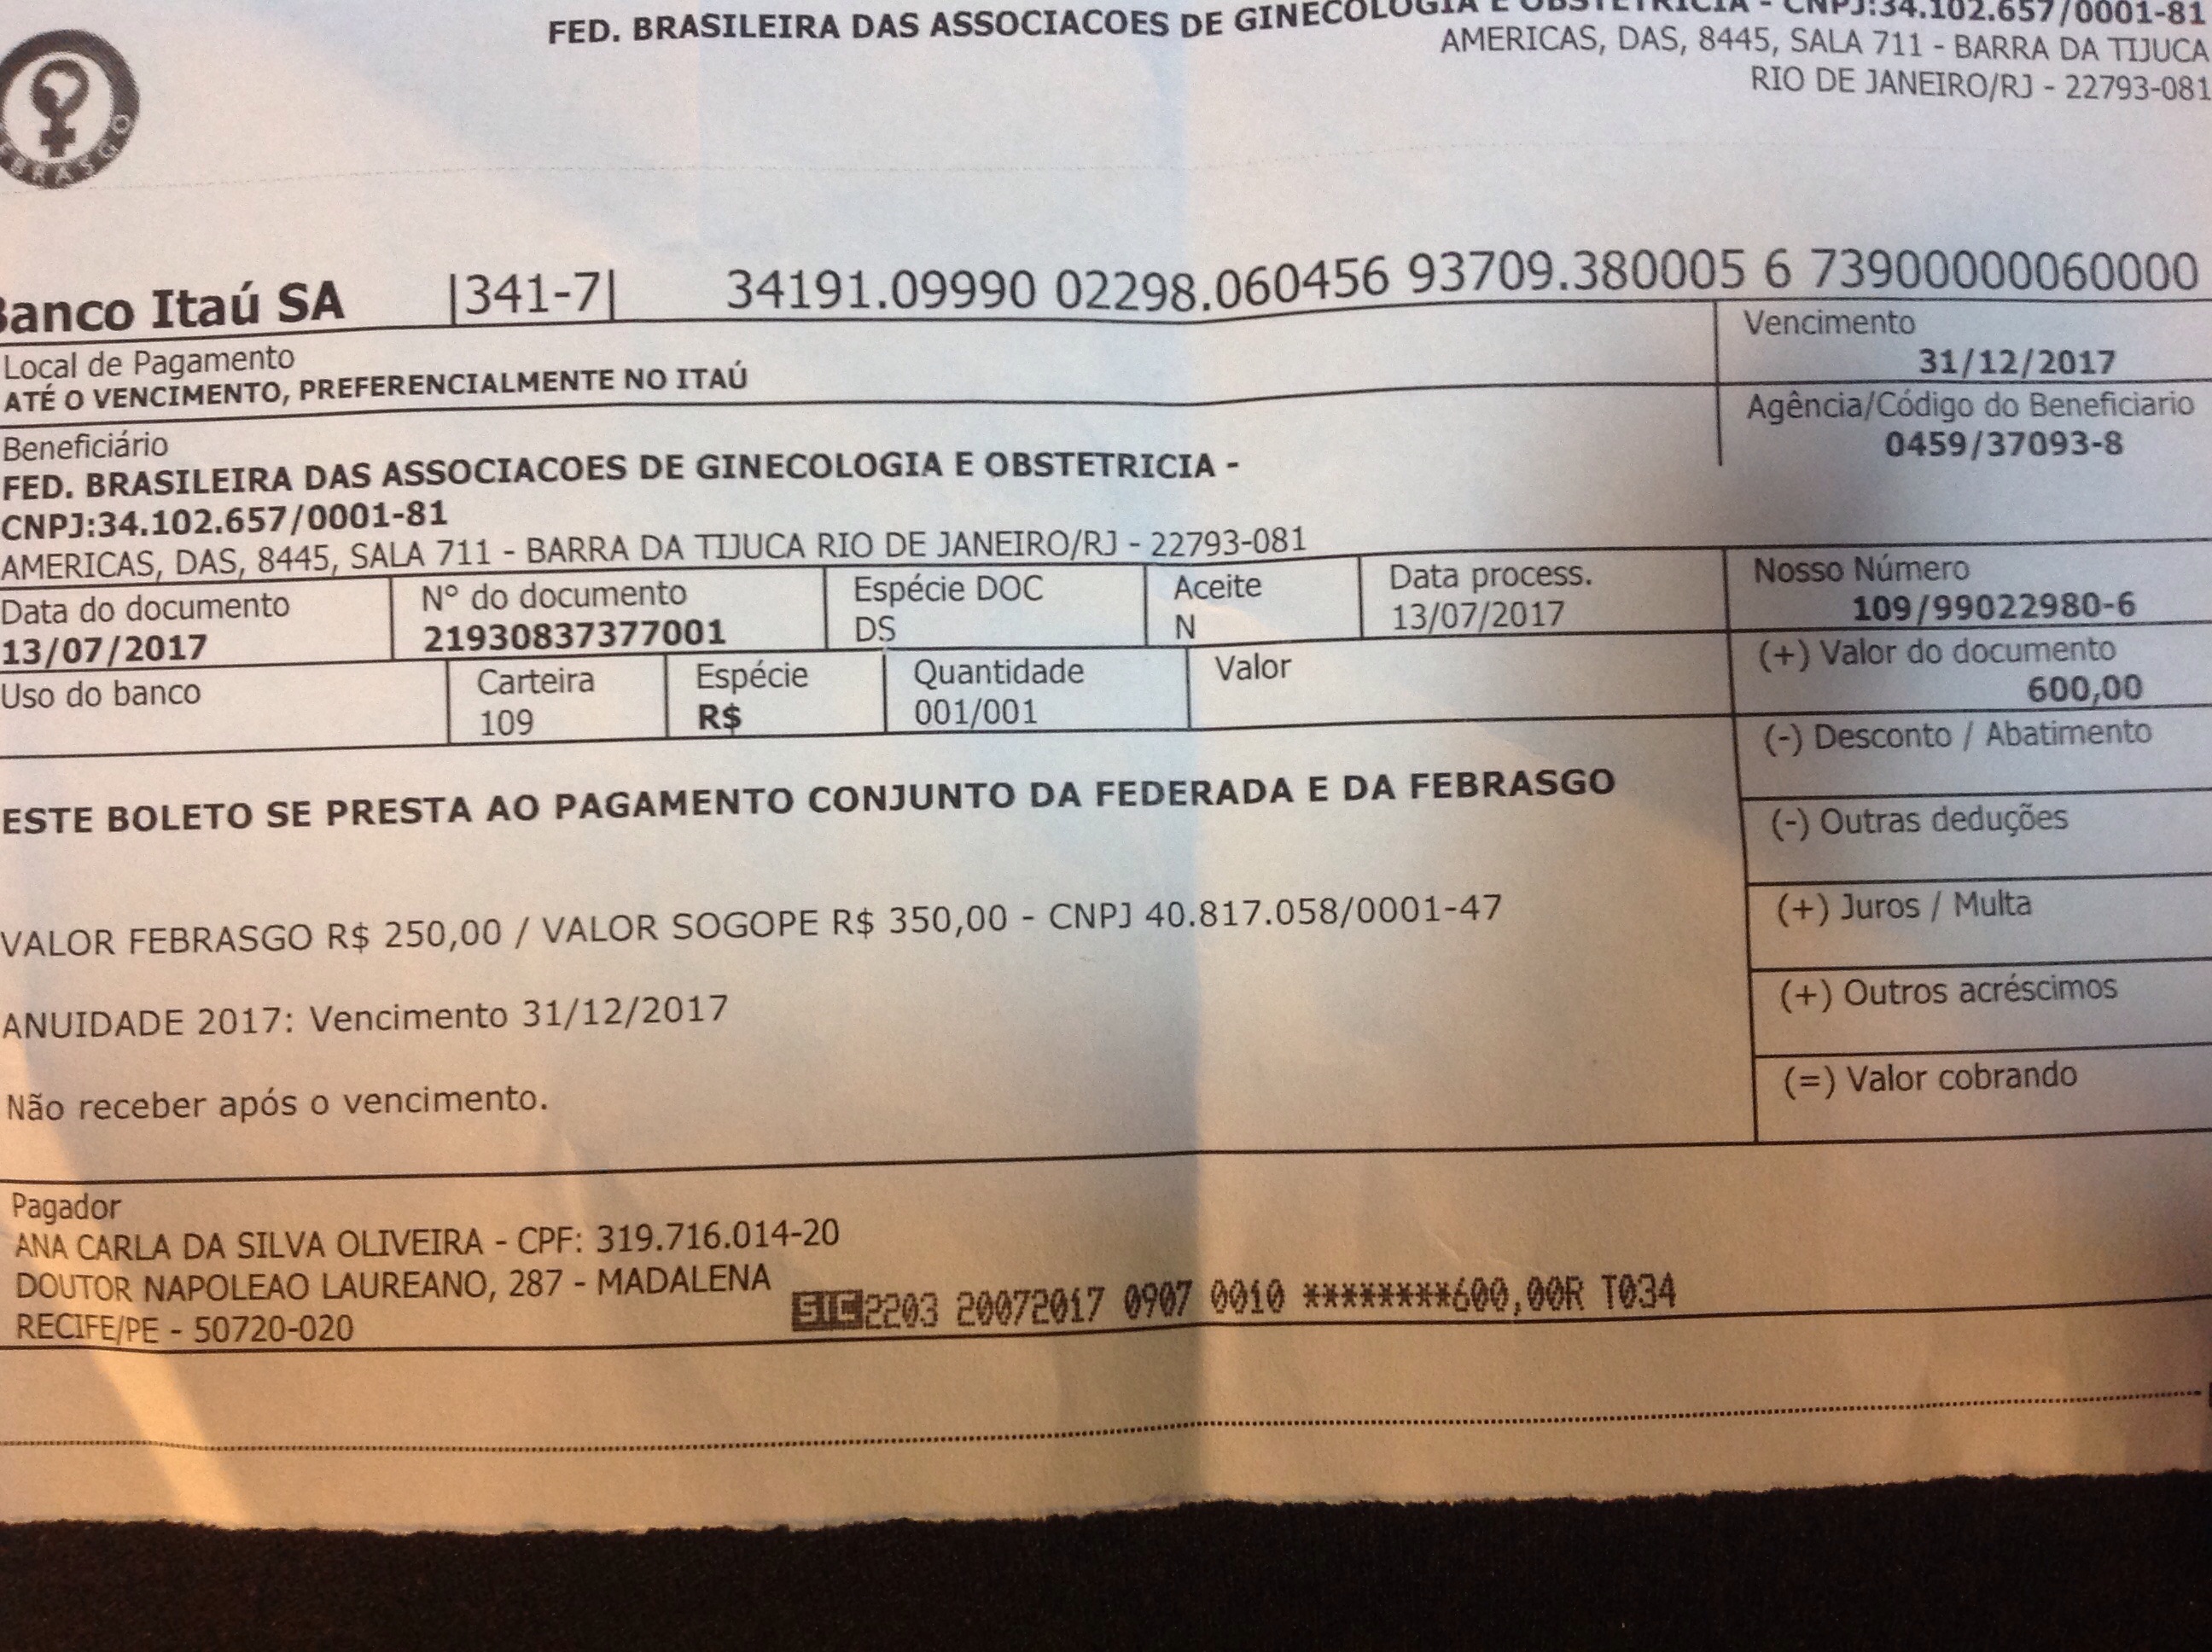 FED. BRASILEIRA DAS ASSOCIACOES DE GINECOLOGIA E OBSTETRICIA - CNPJ:34.102.657/0001-81
AMERICAS, DAS, 8445, SALA 711 - BARRA DA TIJUCA
RIO DE JANEIRO/RJ - 22793-081
Banco Itaú SA |341-7| 34191.09990 02298.060456 93709.380005 6 73900000060000
Local de Pagamento
ATÉ O VENCIMENTO, PREFERENCIALMENTE NO ITAÚ
Vencimento
31/12/2017
Beneficiário
FED. BRASILEIRA DAS ASSOCIACOES DE GINECOLOGIA E OBSTETRICIA -
CNPJ:34.102.657/0001-81
AMERICAS, DAS, 8445, SALA 711 - BARRA DA TIJUCA RIO DE JANEIRO/RJ - 22793-081
Agência/Código do Beneficiario
0459/37093-8
Data do documento
13/07/2017
N° do documento
21930837377001
Espécie DOC
DS
Aceite
N
Data process.
13/07/2017
Nosso Número
109/99022980-6
Uso do banco
Carteira
109
Espécie
R$
Quantidade
001/001
Valor
(+) Valor do documento
600,00
(-) Desconto / Abatimento
(-) Outras deduções
(+) Juros / Multa
(+) Outros acréscimos
(=) Valor cobrando
ESTE BOLETO SE PRESTA AO PAGAMENTO CONJUNTO DA FEDERADA E DA FEBRASGO
VALOR FEBRASGO R$ 250,00 / VALOR SOGOPE R$ 350,00 - CNPJ 40.817.058/0001-47
ANUIDADE 2017: Vencimento 31/12/2017
Não receber após o vencimento.
Pagador
ANA CARLA DA SILVA OLIVEIRA - CPF: 319.716.014-20
DOUTOR NAPOLEAO LAUREANO, 287 - MADALENA
RECIFE/PE - 50720-020
2203 20072017 0907 0010 ********600,00R T034